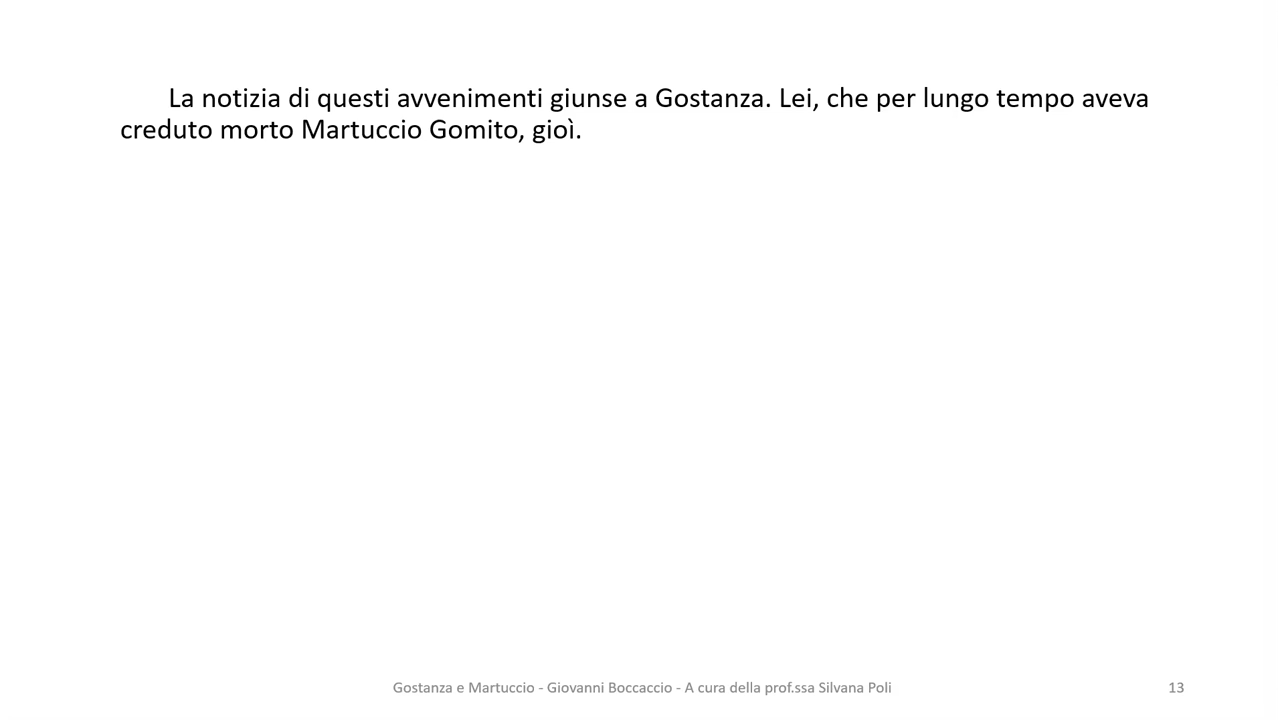 La notizia di questi avvenimenti giunse a Gostanza. Lei, che per lungo tempo aveva
creduto morto Martuccio Gomito, gioì.
Gostanza e Martuccio - Giovanni Boccaccio - A cura della prof.ssa Silvana Poli
13